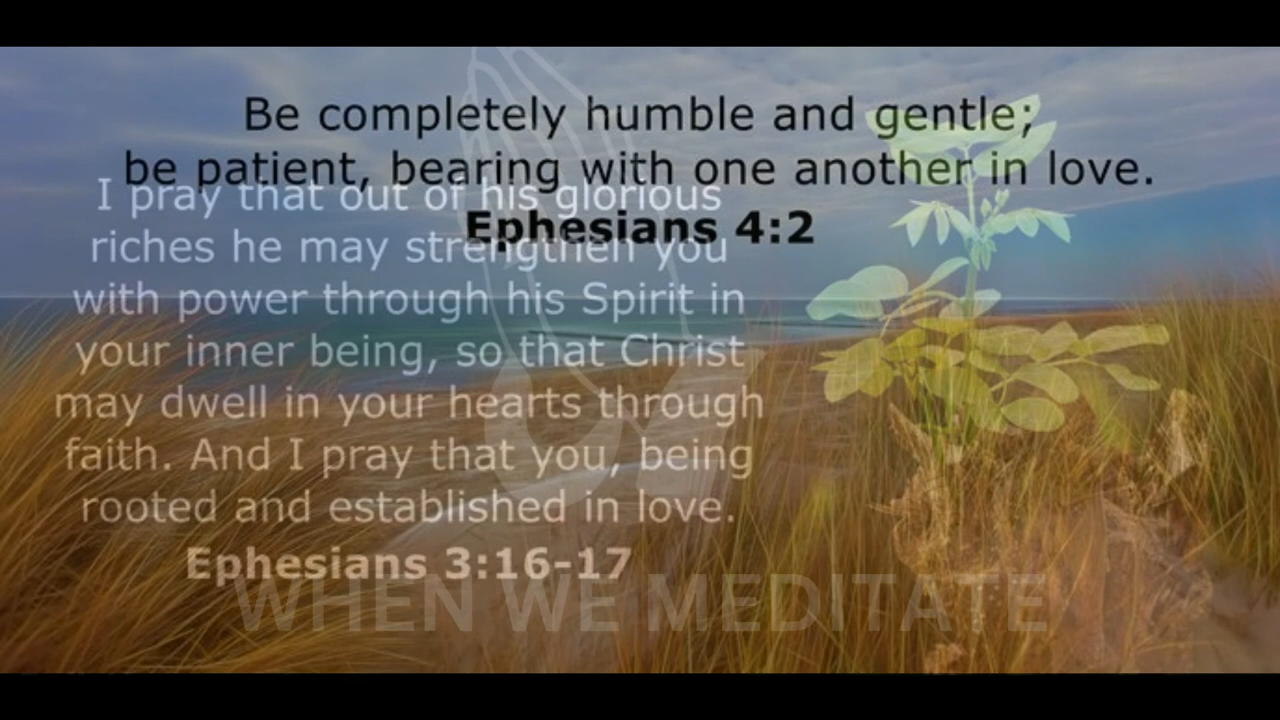 Be completely humble and gentle;
be patient, bearing with one another in love.
Ephesians 4:2
I pray that out of his glorious
riches he may strengthen you
with power through his Spirit in
your inner being, so that Christ
may dwell in your hearts through
faith. And I pray that you, being
rooted and established in love.
Ephesians 3:16-17
WHEN WE MEDITATE